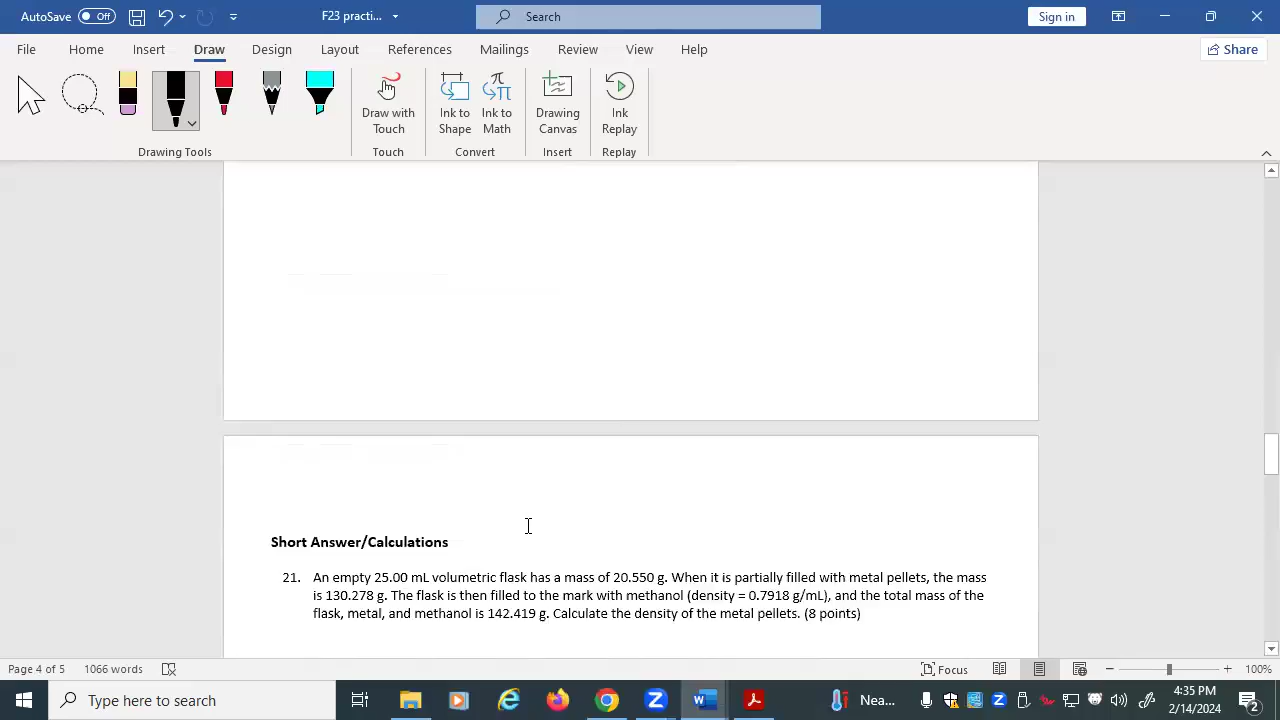 AutoSave Off F23 practi... Search Sign in
File Home Insert Draw Design Layout References Mailings Review View Help Share
Draw with Touch Ink to Shape Ink to Math Drawing Canvas Ink Replay
Drawing Tools Touch Convert Insert Replay
Short Answer/Calculations
21. An empty 25.00 mL volumetric flask has a mass of 20.550 g. When it is partially filled with metal pellets, the mass
is 130.278 g. The flask is then filled to the mark with methanol (density = 0.7918 g/mL), and the total mass of the
flask, metal, and methanol is 142.419 g. Calculate the density of the metal pellets. (8 points)
Page 4 of 5 1066 words Focus 100%
Type here to search Nea... 4:35 PM
2/14/2024 2